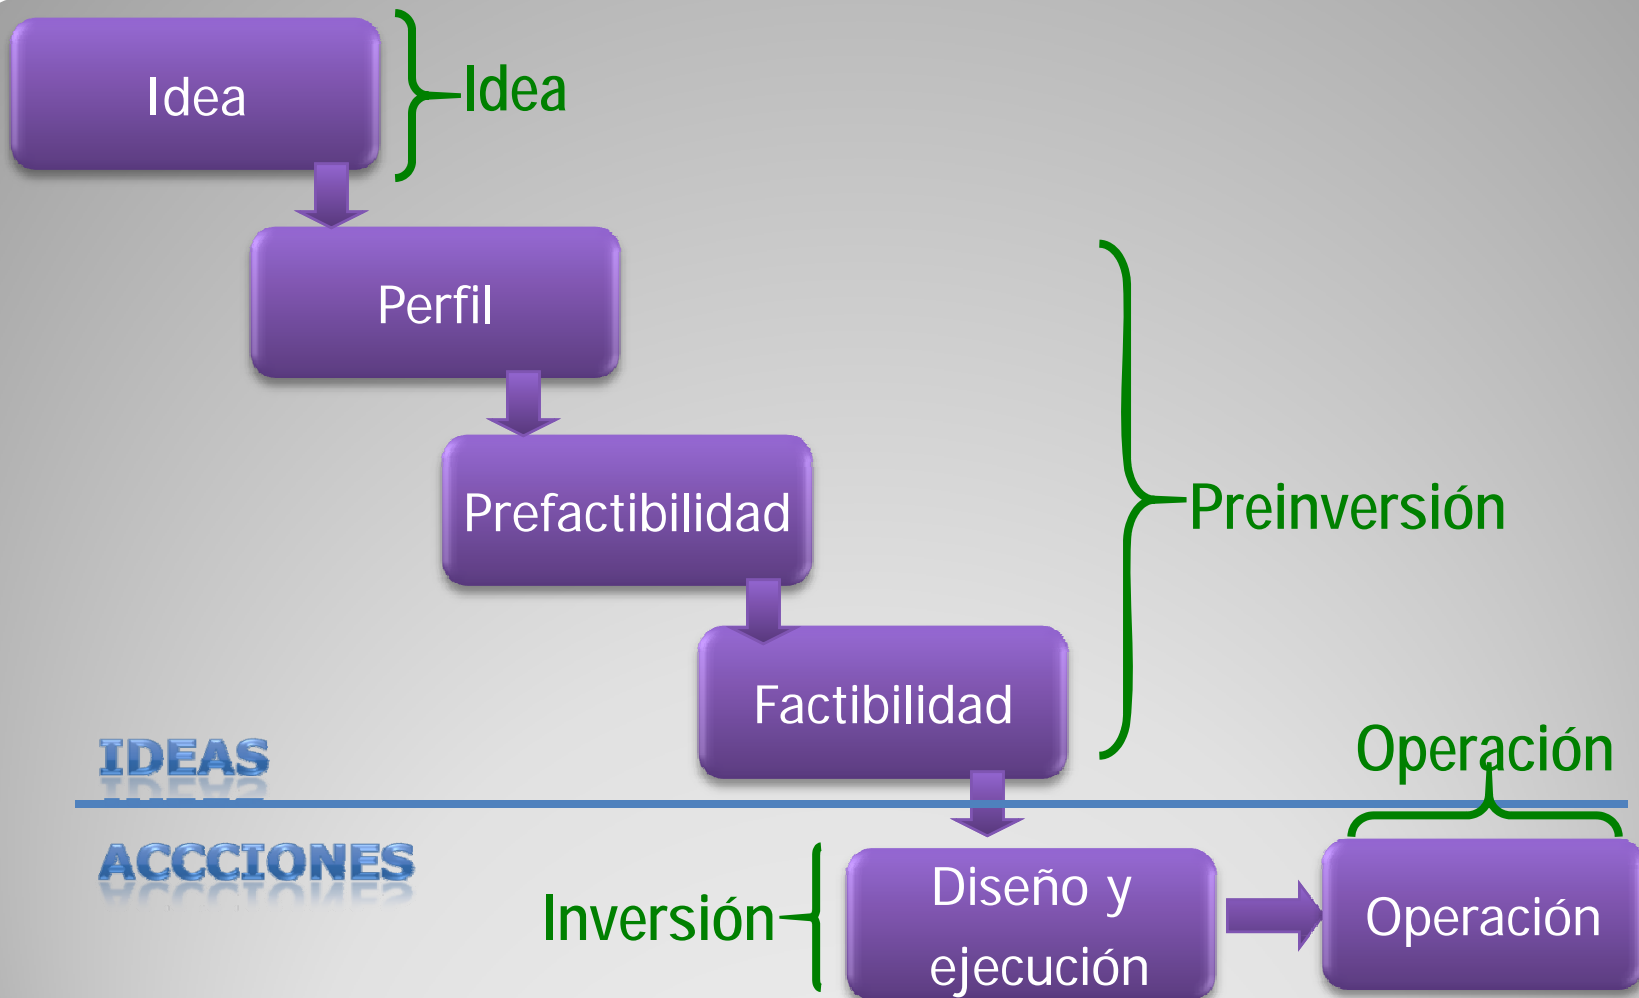 Idea
Idea
Perfil
Prefactibilidad
Preinversión
Factibilidad
IDEAS
Operación
ACCCIONES
Inversión
Diseño y
ejecución
Operación